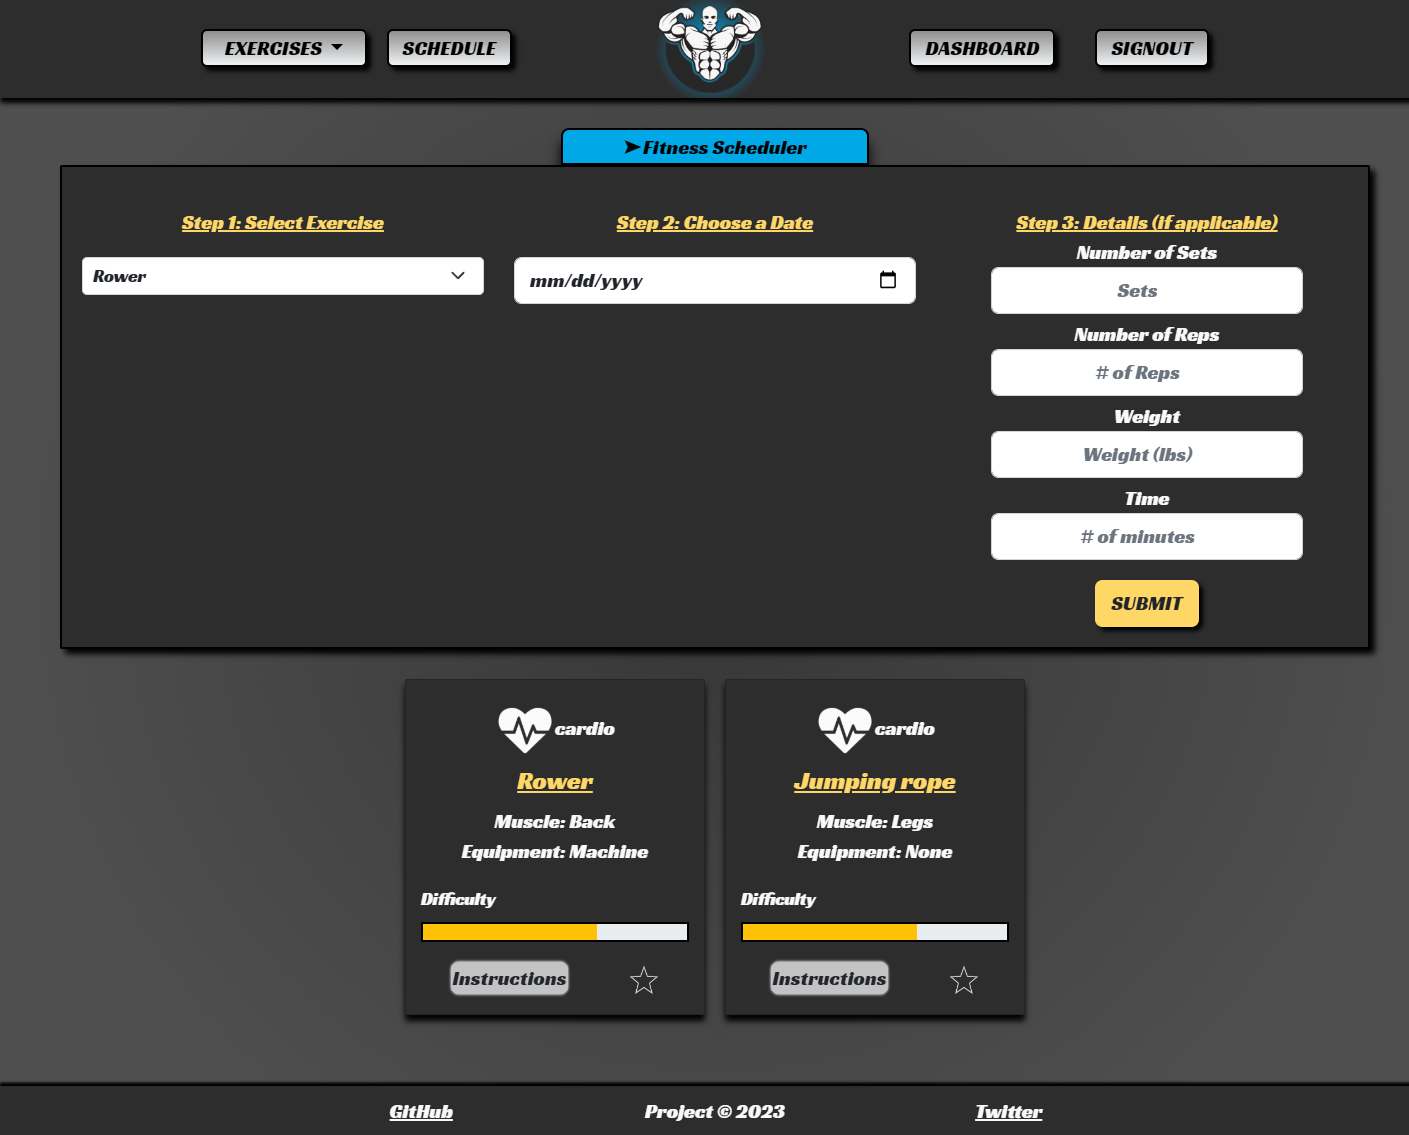 EXERCISES
SCHEDULE
DASHBOARD
SIGNOUT
➤Fitness Scheduler
Step 1: Select Exercise
Rower
Step 2: Choose a Date
mm/dd/yyyy
Step 3: Details (if applicable)
Number of Sets
Sets
Number of Reps
# of Reps
Weight
Weight (lbs)
Time
# of minutes
SUBMIT
cardio
Rower
Muscle: Back
Equipment: Machine
Difficulty
Instructions
cardio
Jumping rope
Muscle: Legs
Equipment: None
Difficulty
Instructions
GitHub
Project © 2023
Twitter